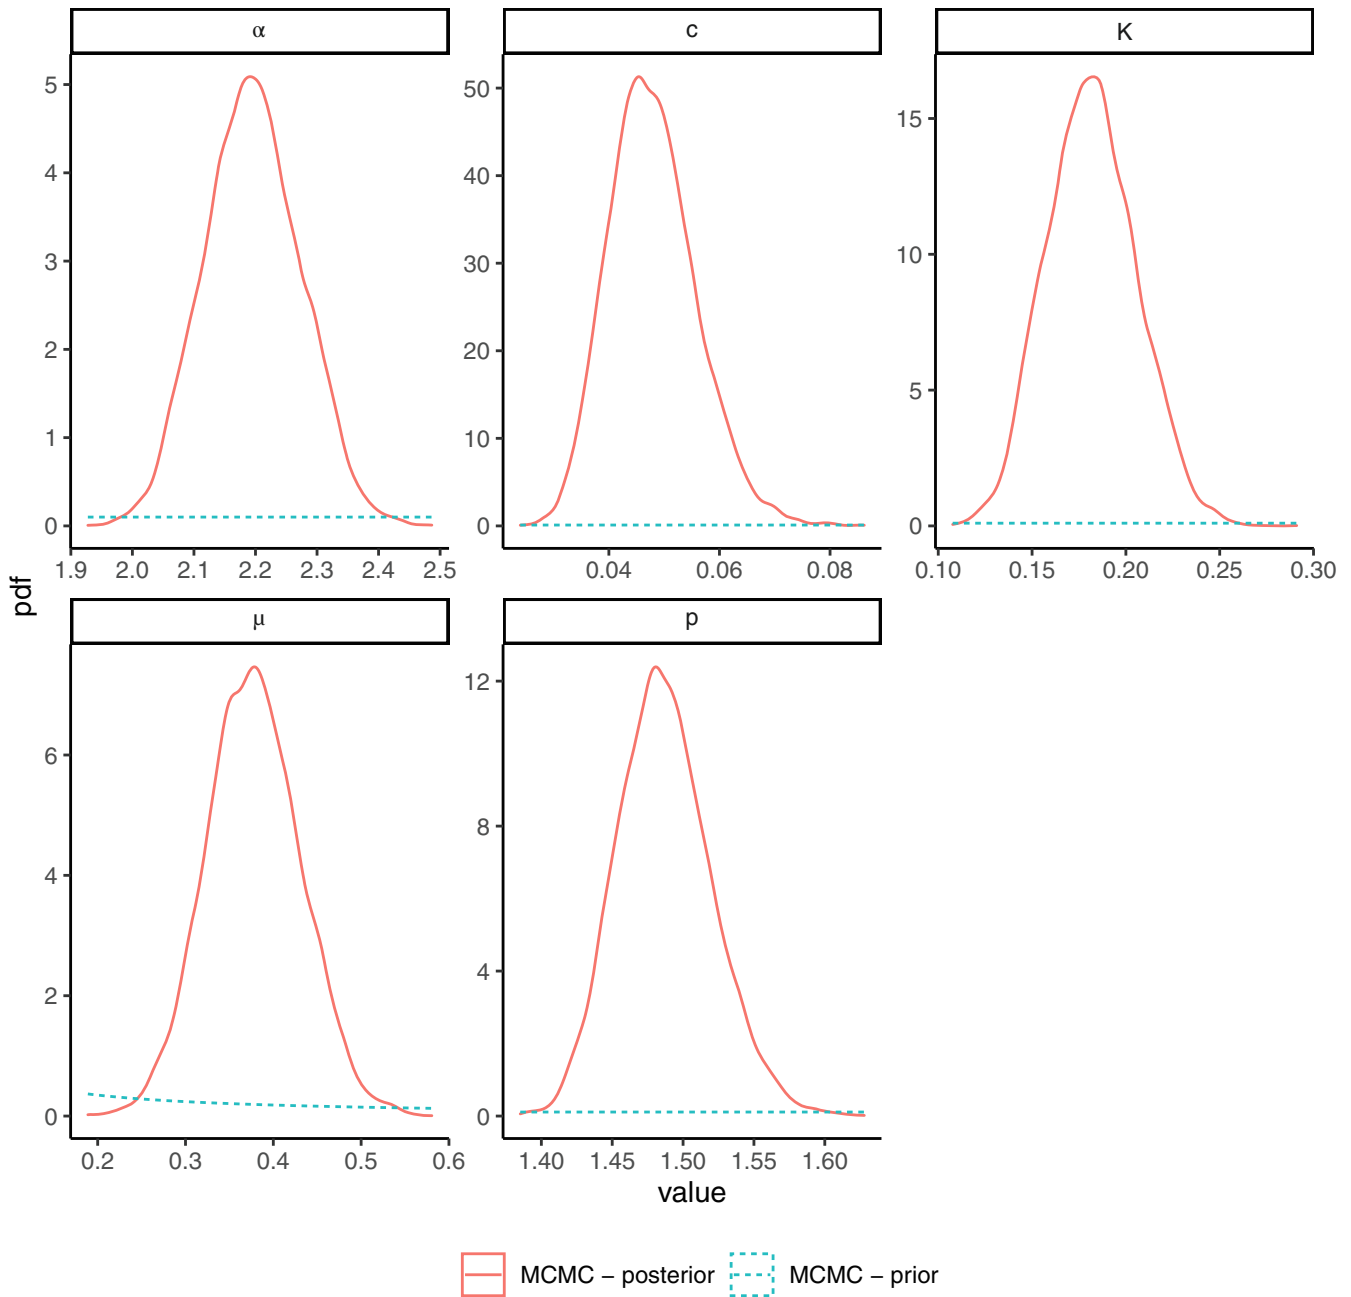 α c K
5 50
4 40 15
3 30 10
2 20
1 10 5
0 0 0
1.9 2.0 2.1 2.2 2.3 2.4 2.5 0.04 0.06 0.08 0.10 0.15 0.20 0.25 0.30
pdf
μ p
6 12
4 8
2 4
0 0
0.2 0.3 0.4 0.5 0.6 1.40 1.45 1.50 1.55 1.60
value
MCMC − posterior MCMC − prior